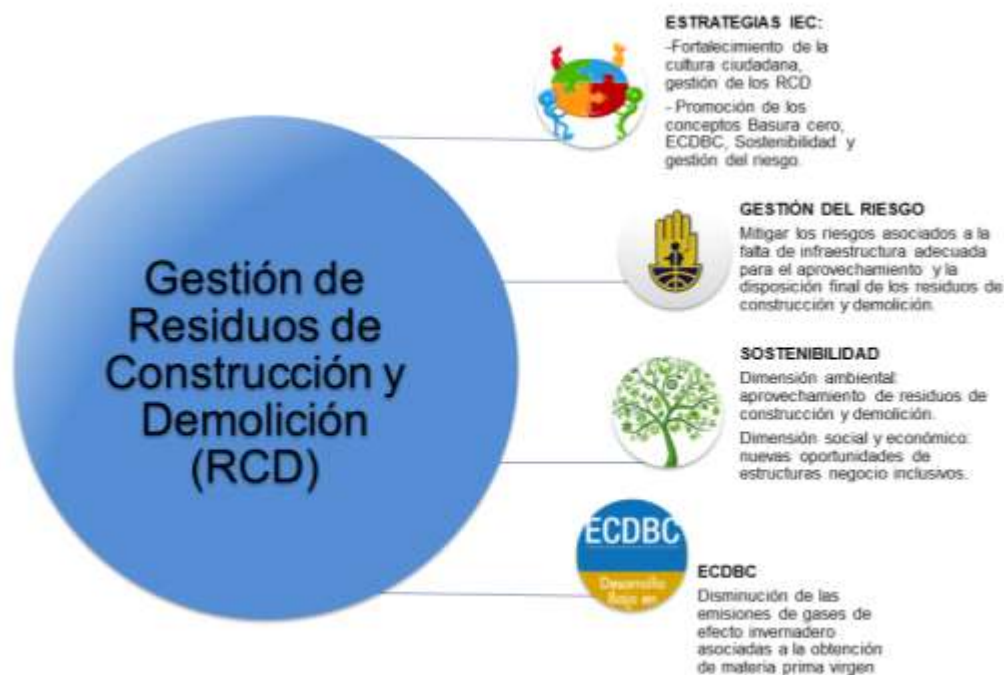 ESTRATEGIAS IEC:
-Fortalecimiento de la
cultura ciudadana,
gestión de los RCD
- Promoción de los
conceptos Basura cero,
ECDBC, Sostenibilidad y
gestión del riesgo.
Gestión de
Residuos de
Construcción y
Demolición
(RCD)
GESTIÓN DEL RIESGO
Mitigar los riesgos asociados a la
falta de infraestructura adecuada
para el aprovechamiento y la
disposición final de los residuos de
construcción y demolición.
SOSTENIBILIDAD
Dimensión ambiental:
aprovechamiento de residuos de
construcción y demolición.
Dimensión social y económico:
nuevas oportunidades de
estructuras negocio inclusivos.
ECDBC
Desarrollo
Bajo en
ECDBC
Disminución de las
emisiones de gases de
efecto invernadero
asociadas a la obtención
de materia prima virgen